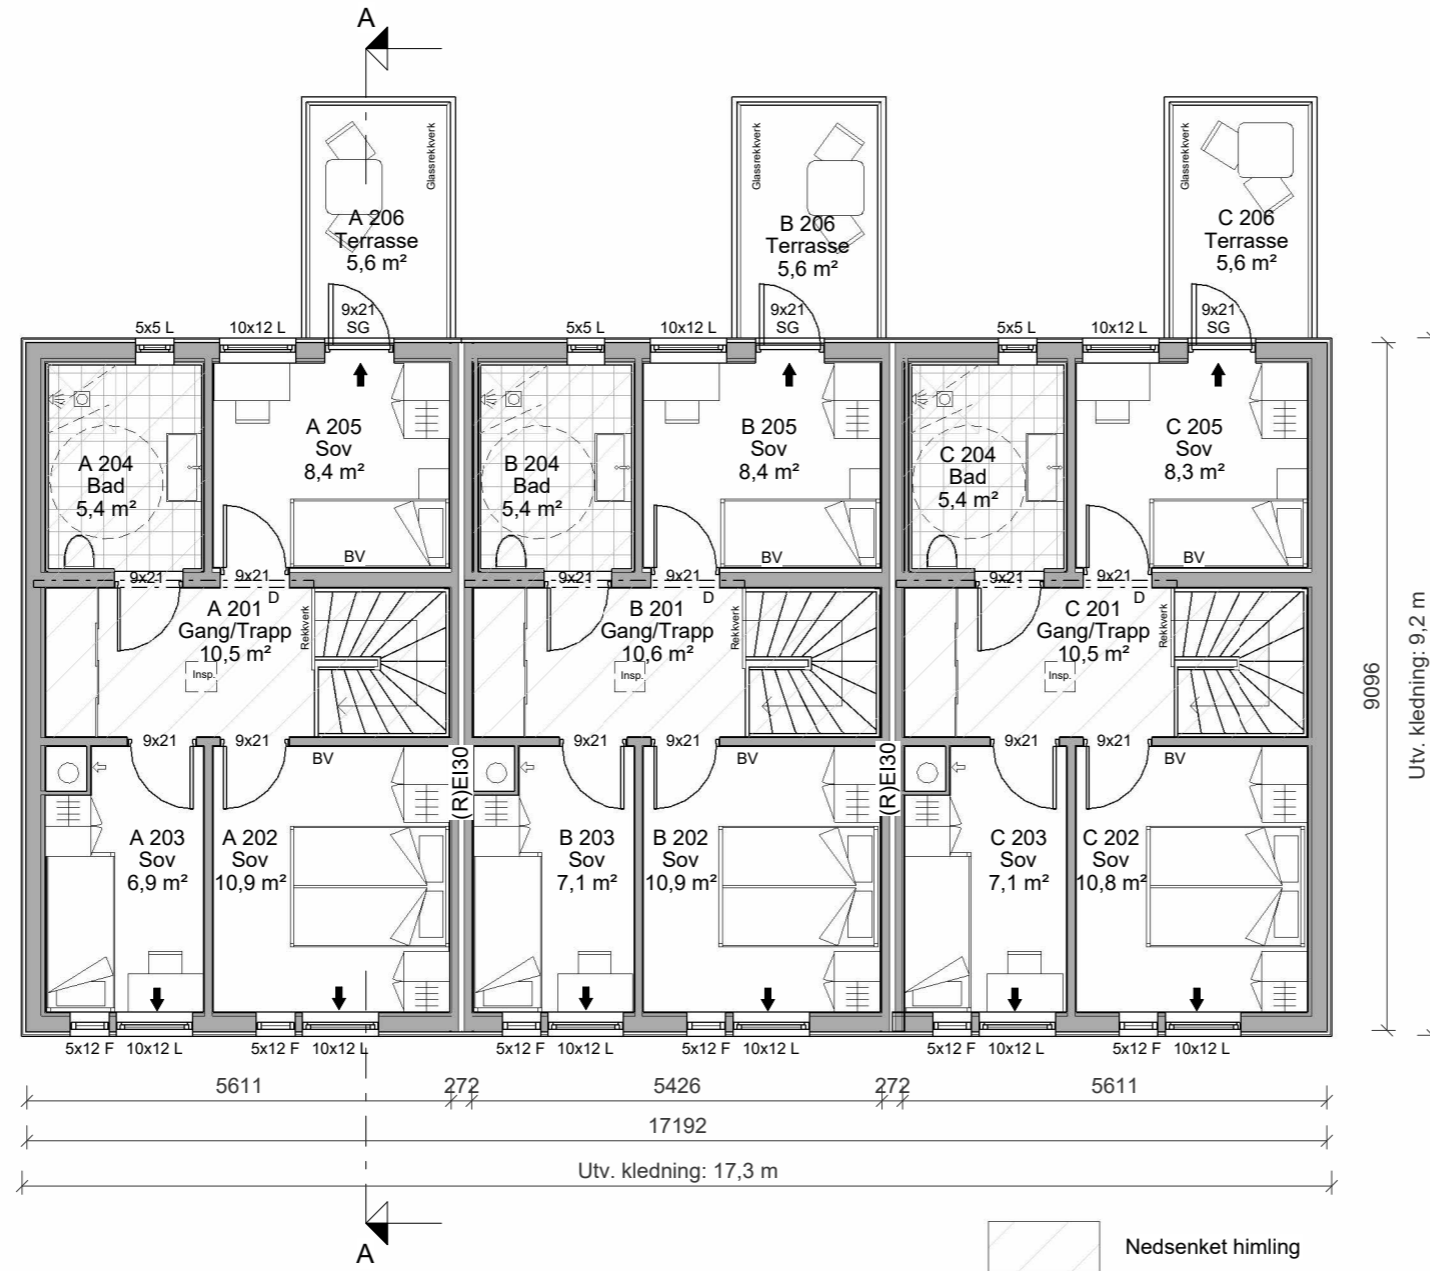 A
Glassrekkverk
Glassrekkverk
Glassrekkverk
A 206
Terrasse
5,6 m²
B 206
Terrasse
5,6 m²
C 206
Terrasse
5,6 m²
5x5 L
10x12 L
9x21
SG
5x5 L
10x12 L
9x21
SG
5x5 L
10x12 L
9x21
SG
A 204
Bad
5,4 m²
A 205
Sov
8,4 m²
B 204
Bad
5,4 m²
B 205
Sov
8,4 m²
C 204
Bad
5,4 m²
C 205
Sov
8,3 m²
BV
BV
BV
9x21
9x21
D
9x21
9x21
D
9x21
9x21
D
A 201
Gang/Trapp
10,5 m²
Insp.
Rekkverk
B 201
Gang/Trapp
10,6 m²
Insp.
Rekkverk
C 201
Gang/Trapp
10,5 m²
Insp.
Rekkverk
9x21
9x21
BV
9x21
9x21
BV
9x21
9x21
BV
(R)EI30
(R)EI30
A 203
Sov
6,9 m²
A 202
Sov
10,9 m²
B 203
Sov
7,1 m²
B 202
Sov
10,9 m²
C 203
Sov
7,1 m²
C 202
Sov
10,8 m²
5x12 F
10x12 L
5x12 F
10x12 L
5x12 F
10x12 L
5x12 F
10x12 L
5x12 F
10x12 L
5x12 F
10x12 L
9096
Utv. kledning: 9,2 m
5611
272
5426
272
5611
17192
Utv. kledning: 17,3 m
A
Nedsenket himling